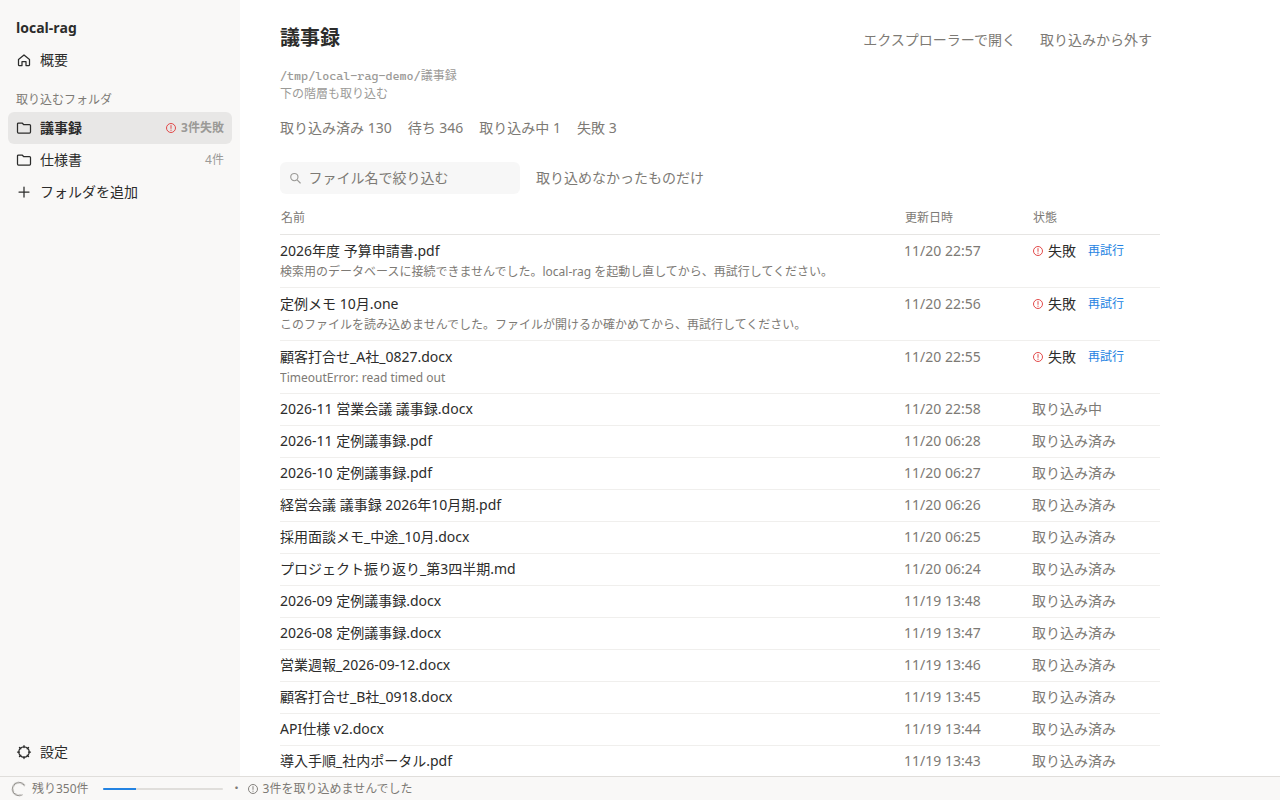 local-rag
概要
取り込むフォルダ
議事録 3件失敗
仕様書 4件
フォルダを追加
設定
議事録
エクスプローラーで開く 取り込みから外す
/tmp/local-rag-demo/議事録
下の階層も取り込む
取り込み済み 130 待ち 346 取り込み中 1 失敗 3
ファイル名で絞り込む 取り込めなかったものだけ
名前 更新日時 状態
2026年度 予算申請書.pdf 11/20 22:57 失敗 再試行
検索用のデータベースに接続できませんでした。local-rag を起動し直してから、再試行してください。
定例メモ 10月.one 11/20 22:56 失敗 再試行
このファイルを読み込めませんでした。ファイルが開けるか確かめてから、再試行してください。
顧客打合せ_A社_0827.docx 11/20 22:55 失敗 再試行
TimeoutError: read timed out
2026-11 営業会議 議事録.docx 11/20 22:58 取り込み中
2026-11 定例議事録.pdf 11/20 06:28 取り込み済み
2026-10 定例議事録.pdf 11/20 06:27 取り込み済み
経営会議 議事録 2026年10月期.pdf 11/20 06:26 取り込み済み
採用面談メモ_中途_10月.docx 11/20 06:25 取り込み済み
プロジェクト振り返り_第3四半期.md 11/20 06:24 取り込み済み
2026-09 定例議事録.docx 11/19 13:48 取り込み済み
2026-08 定例議事録.docx 11/19 13:47 取り込み済み
営業週報_2026-09-12.docx 11/19 13:46 取り込み済み
顧客打合せ_B社_0918.docx 11/19 13:45 取り込み済み
API仕様 v2.docx 11/19 13:44 取り込み済み
導入手順_社内ポータル.pdf 11/19 13:43 取り込み済み
残り350件 ・ 3件を取り込めませんでした